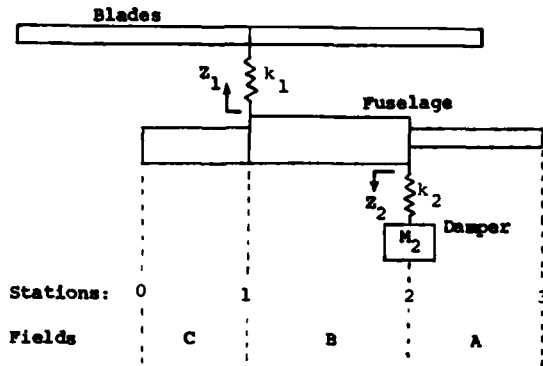 Blades
Z1 k1
Fuselage
Z2 k2
M2 Damper
Stations: 0 1 2 3
Fields C B A